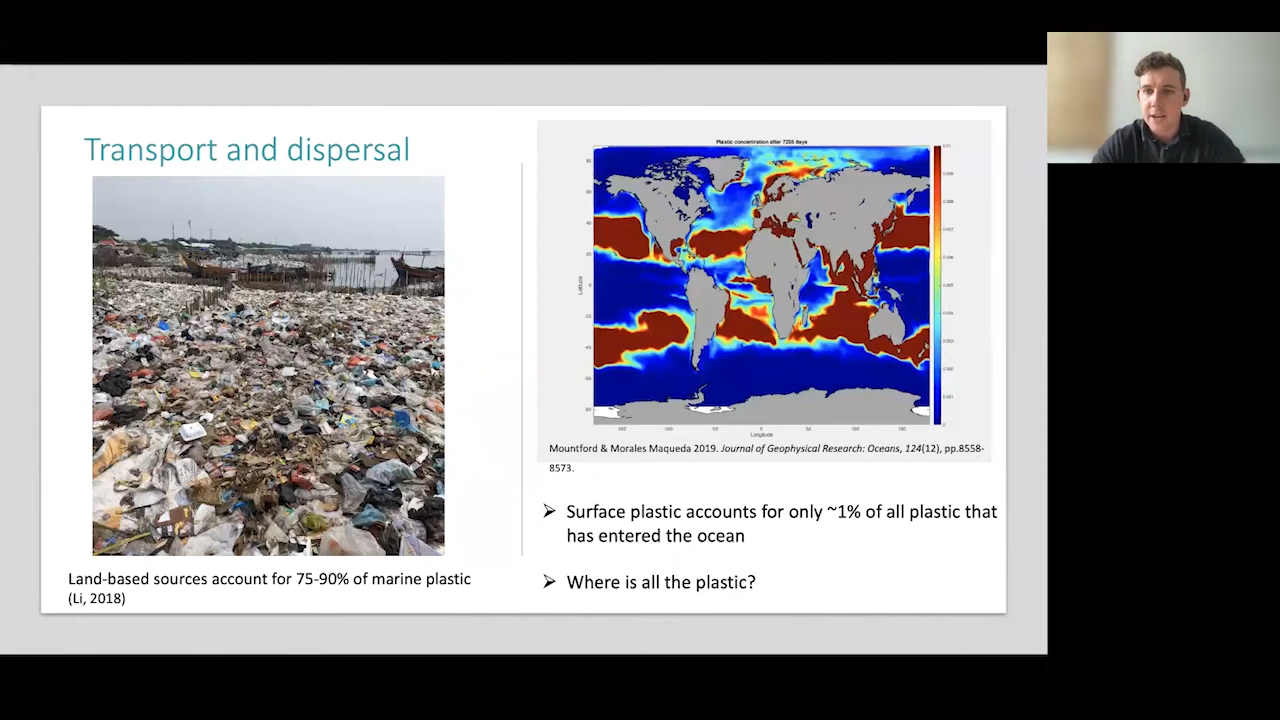 Transport and dispersal
Land-based sources account for 75-90% of marine plastic
(Li, 2018)
Plastic concentration after 7255 days
Latitude
Longitude
Mountford & Morales Maqueda 2019. Journal of Geophysical Research: Oceans, 124(12), pp.8558-
8573.
➢ Surface plastic accounts for only ~1% of all plastic that
has entered the ocean
➢ Where is all the plastic?